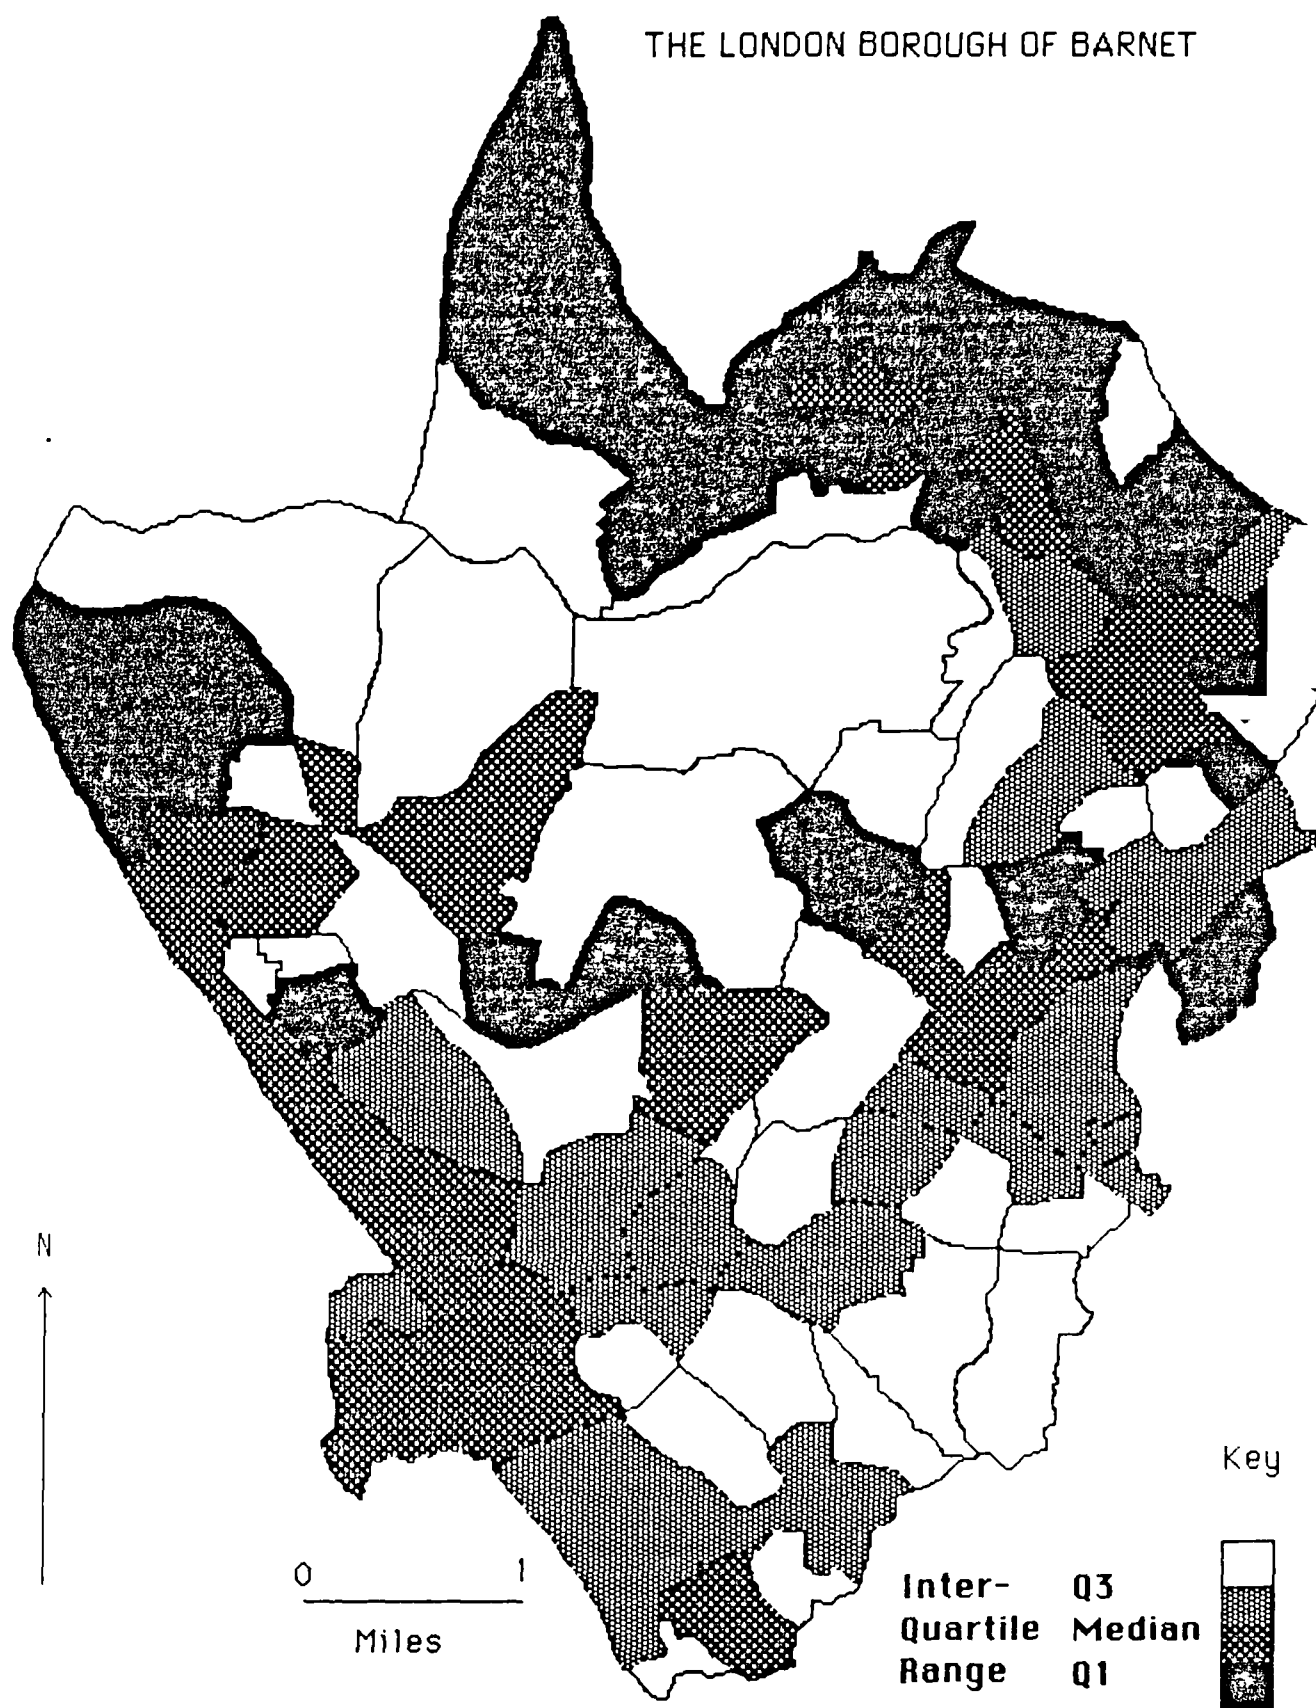 THE LONDON BOROUGH OF BARNET
N
0 1
Miles
Key
Inter- Q3
Quartile Median
Range Q1